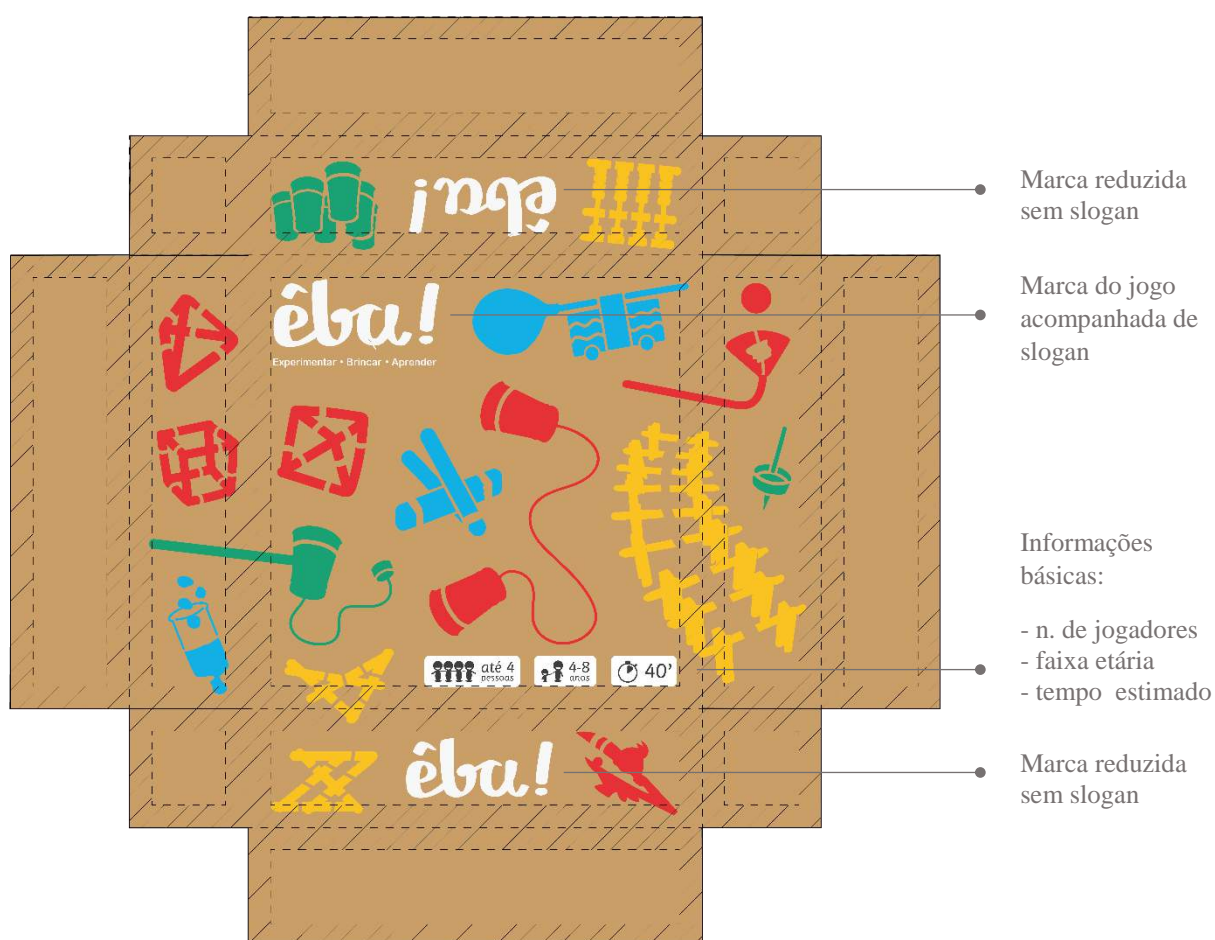 êba!
Marca reduzida
sem slogan
êba!
Experimentar • Brincar • Aprender
Marca do jogo
acompanhada de
slogan
até 4
pessoas
4-8
anos
40’
Informações
básicas:
- n. de jogadores
- faixa etária
- tempo estimado
êba!
Marca reduzida
sem slogan